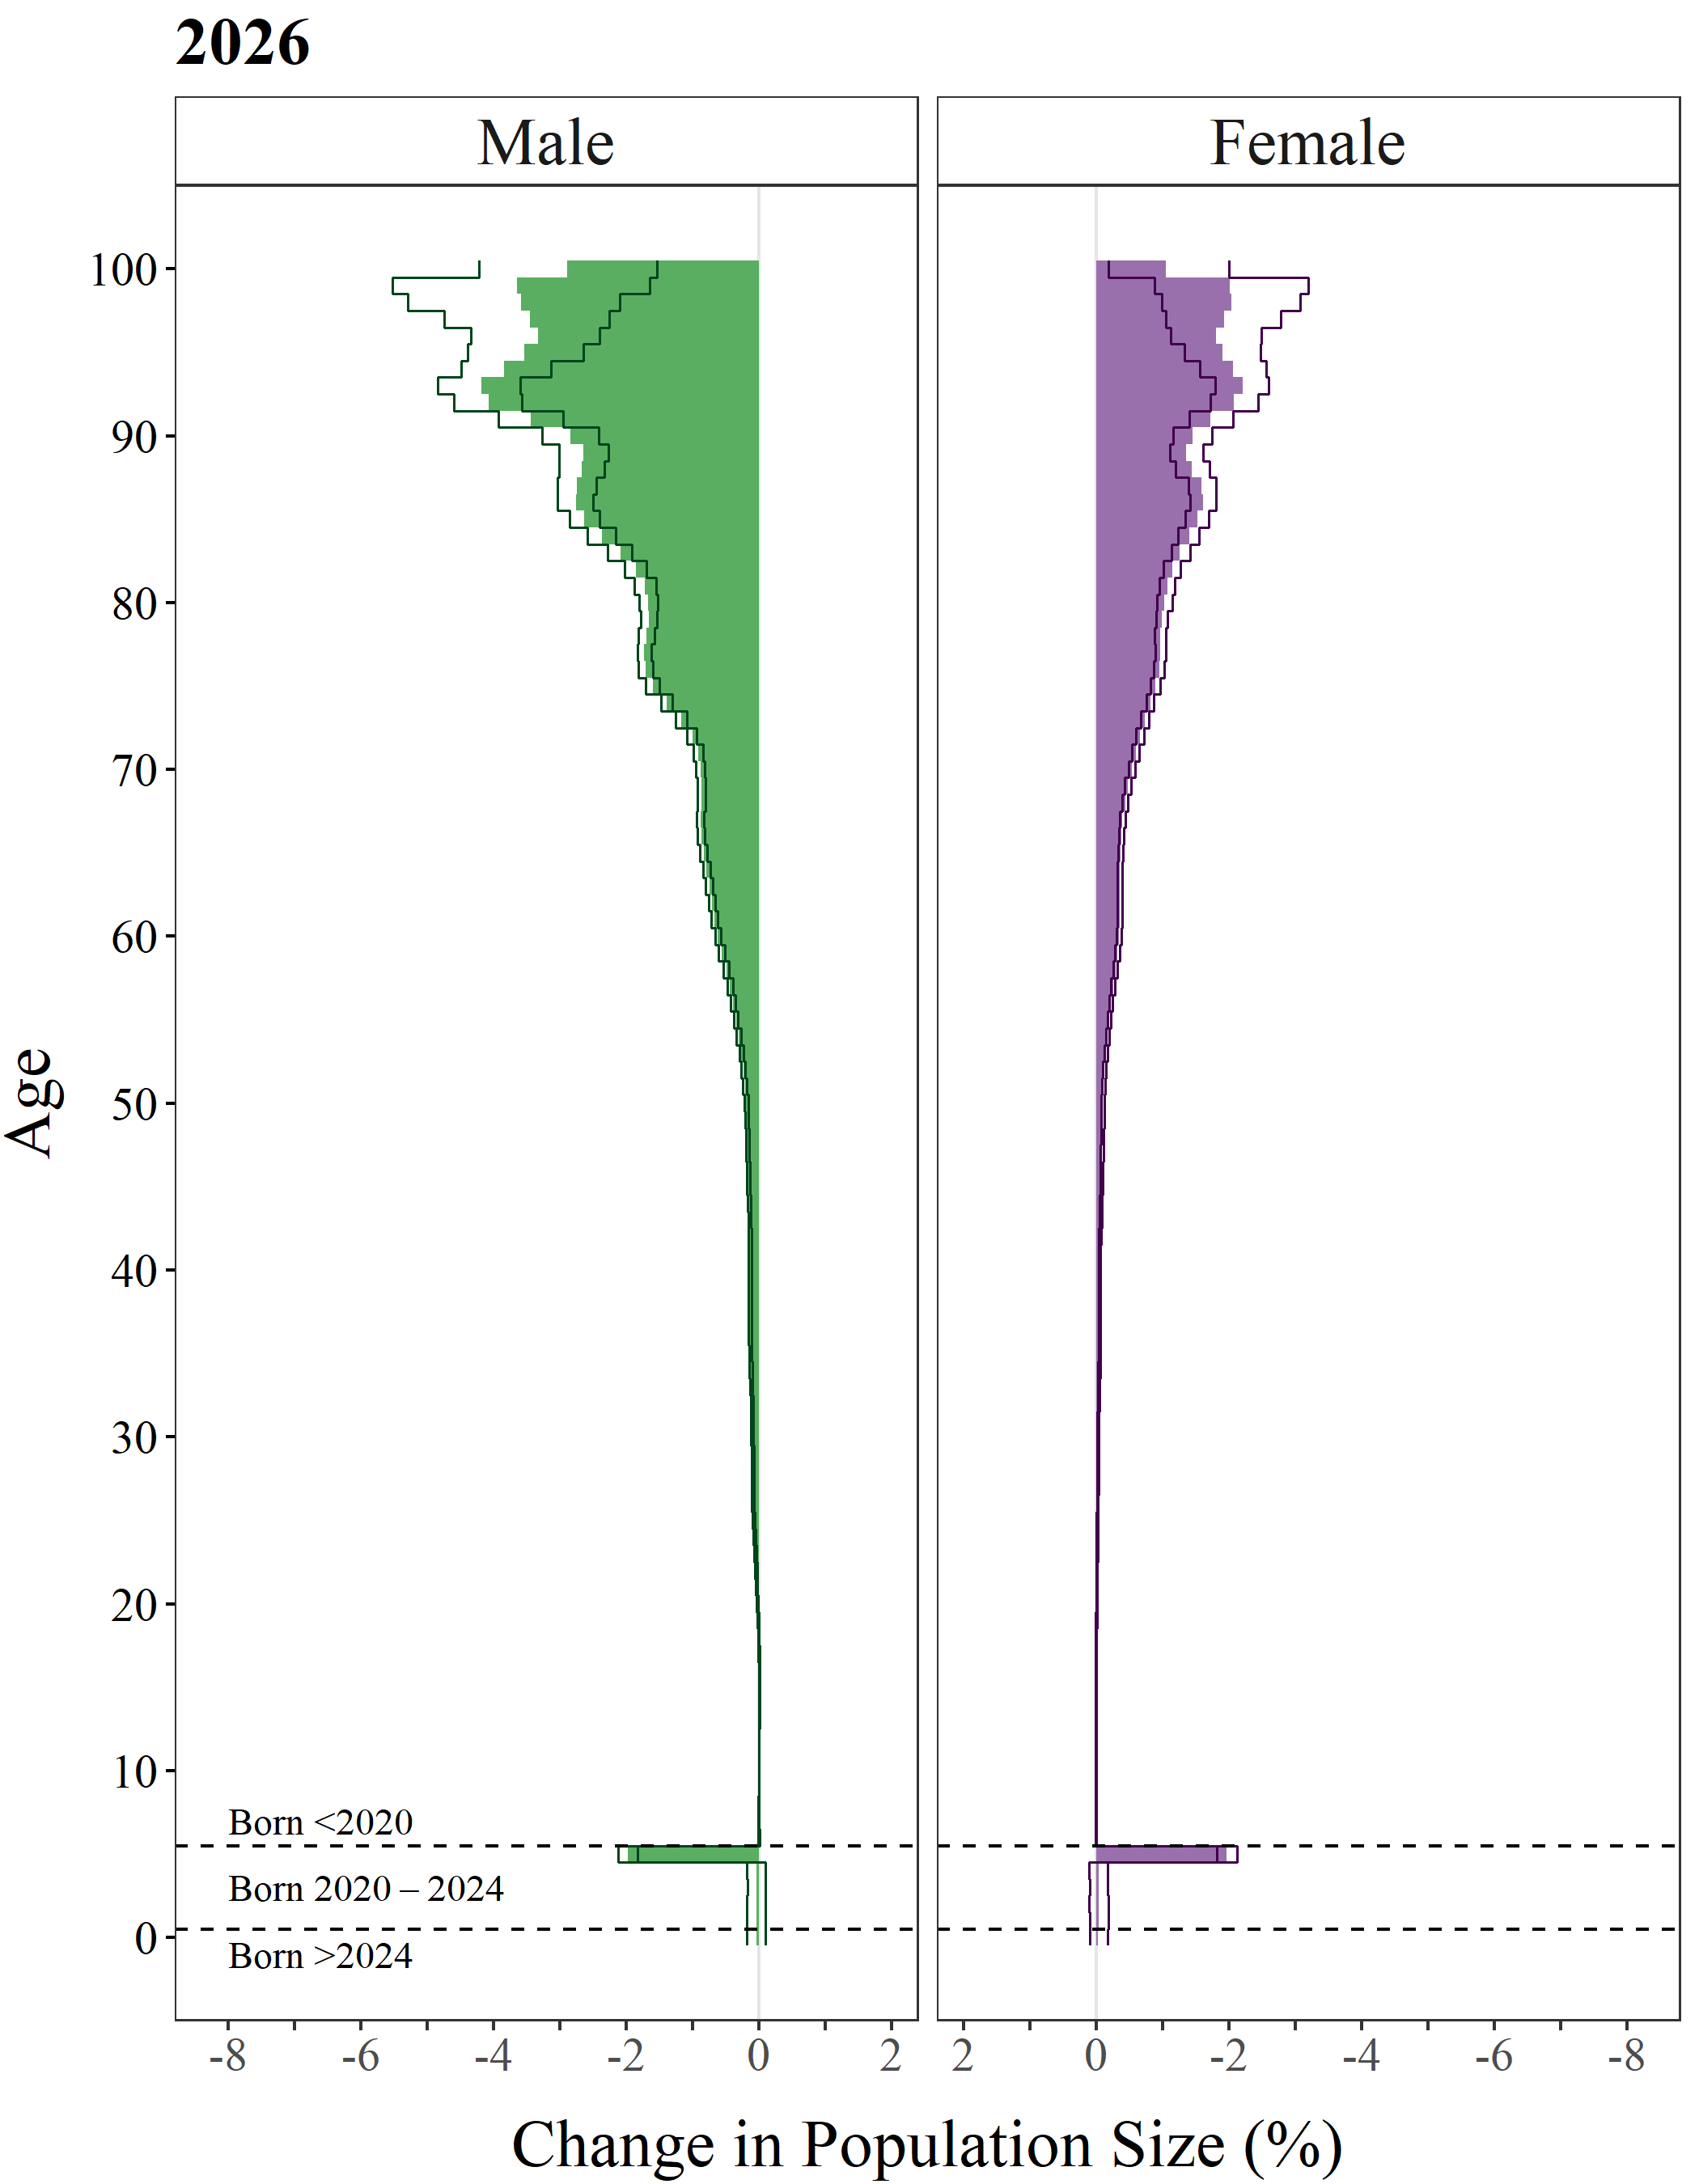 2026
Male Female
100
90
80
70
60
50
40
30
20
10
0
Age
Born <2020
Born 2020 – 2024
Born >2024
-8 -6 -4 -2 0 2 2 0 -2 -4 -6 -8
Change in Population Size (%)